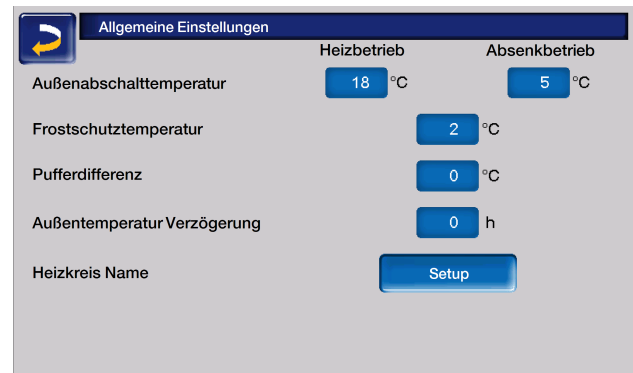 Allgemeine Einstellungen
Heizbetrieb Absenkbetrieb
Außenabschalttemperatur 18 °C 5 °C
Frostschutztemperatur 2 °C
Pufferdifferenz 0 °C
Außentemperatur Verzögerung 0 h
Heizkreis Name Setup